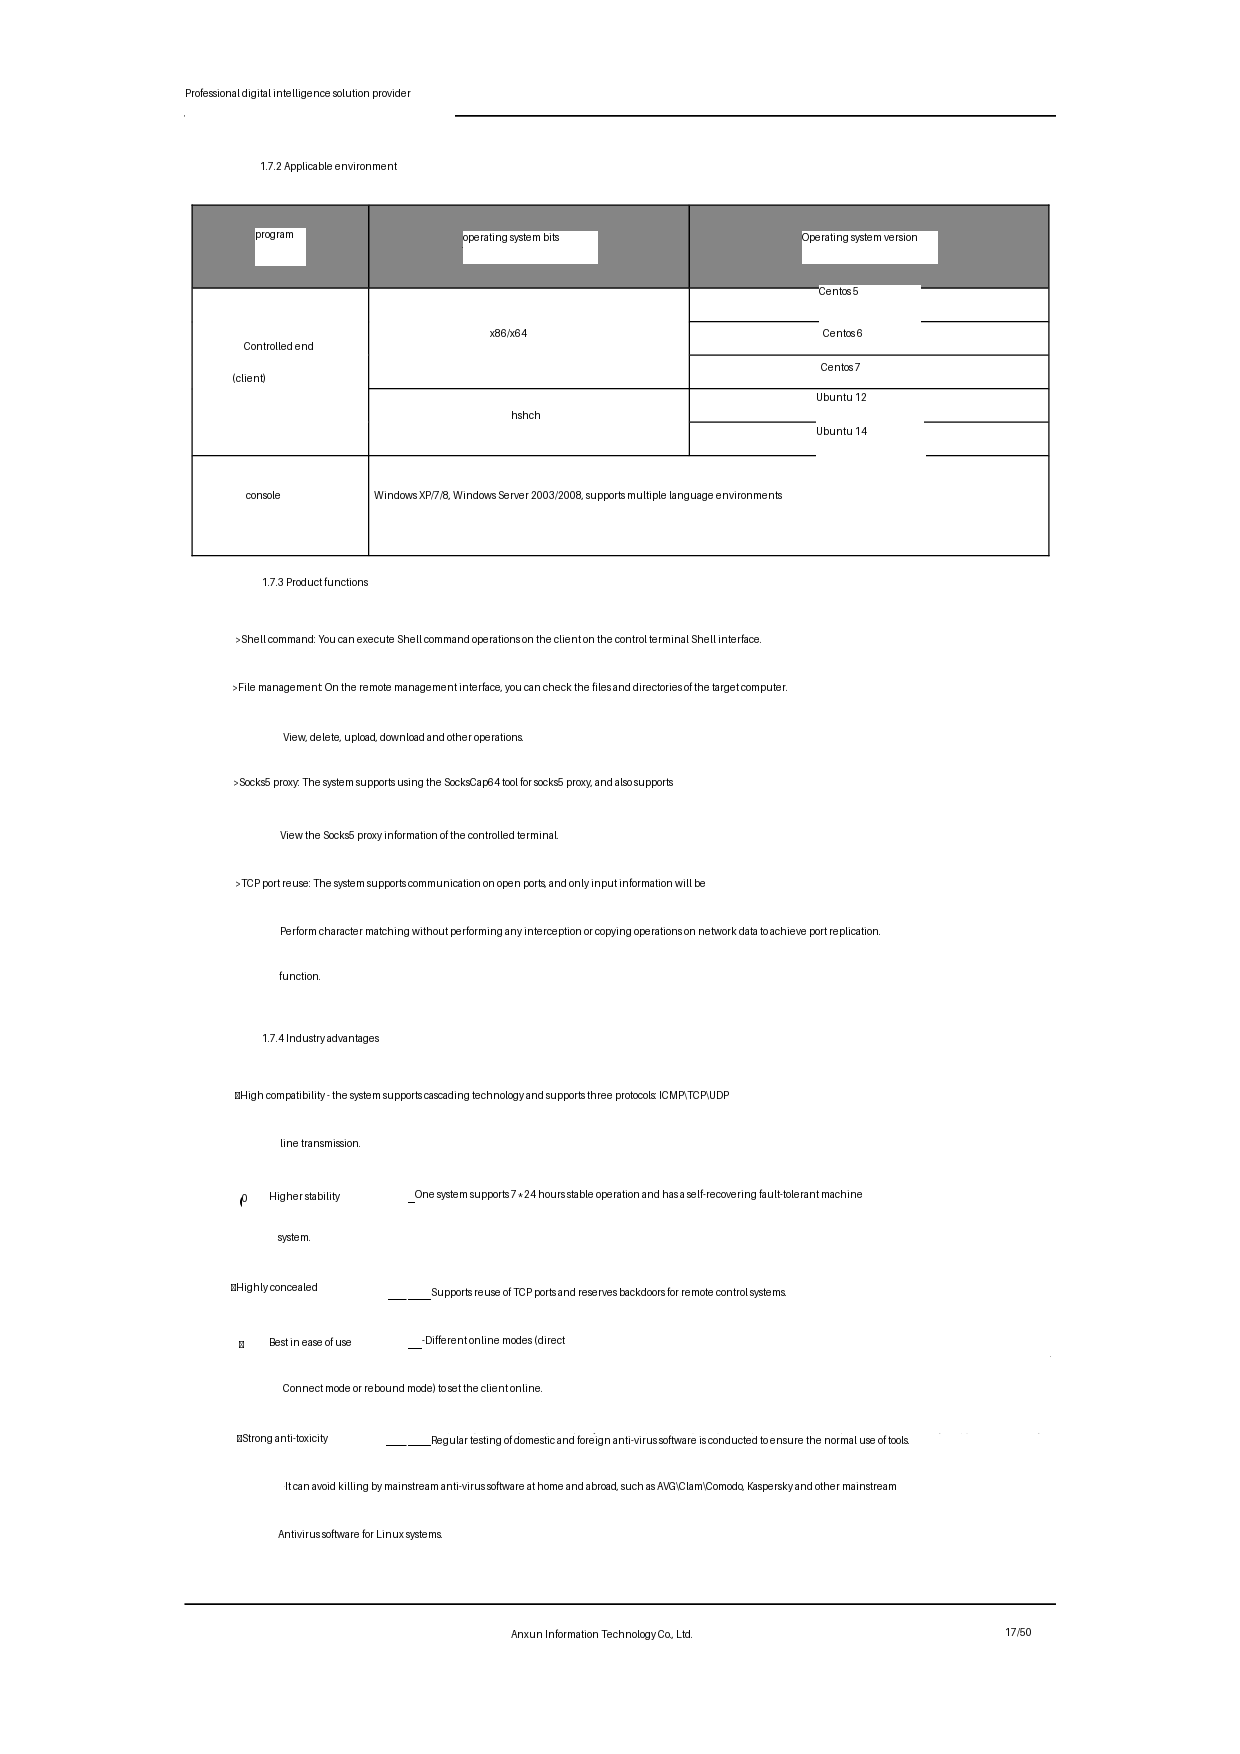 Professional digital intelligence solution provider
1.7.2 Applicable environment
program
operating system bits
Operating system version
Controlled end
(client)
x86/x64
Centos 5
Centos 6
Centos 7
hshch
Ubuntu 12
Ubuntu 14
console
Windows XP/7/8, Windows Server 2003/2008, supports multiple language environments
1.7.3 Product functions
>Shell command: You can execute Shell command operations on the client on the control terminal Shell interface.
>File management: On the remote management interface, you can check the files and directories of the target computer.
View, delete, upload, download and other operations.
>Socks5 proxy: The system supports using the SocksCap64 tool for socks5 proxy, and also supports
View the Socks5 proxy information of the controlled terminal.
>TCP port reuse: The system supports communication on open ports, and only input information will be
Perform character matching without performing any interception or copying operations on network data to achieve port replication.
function.
1.7.4 Industry advantages
High compatibility - the system supports cascading technology and supports three protocols: ICMP\TCP\UDP
line transmission.
Higher stability __One system supports 7*24 hours stable operation and has a self-recovering fault-tolerant machine
system.
Highly concealed ___ ____Supports reuse of TCP ports and reserves backdoors for remote control systems.
Best in ease of use __-Different online modes (direct
Connect mode or rebound mode) to set the client online.
Strong anti-toxicity ___ ____Regular testing of domestic and foreign anti-virus software is conducted to ensure the normal use of tools.
It can avoid killing by mainstream anti-virus software at home and abroad, such as AVG\Clam\Comodo, Kaspersky and other mainstream
Antivirus software for Linux systems.
Anxun Information Technology Co., Ltd.
17/50